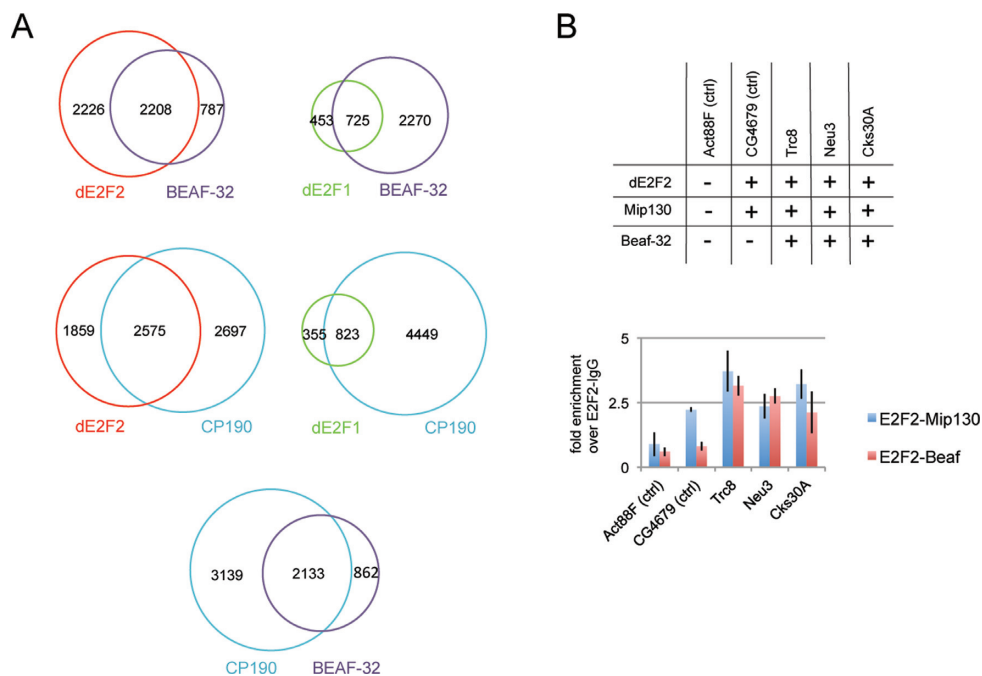 A
2226 2208 787
dE2F2 BEAF-32
453 725 2270
dE2F1 BEAF-32
1859 2575 2697
dE2F2 CP190
355 823 4449
dE2F1 CP190
3139 2133 862
CP190 BEAF-32
B
Act88F (ctrl)
CG4679 (ctrl)
Trc8
Neu3
Cks30A
dE2F2 - + + + +
Mip130 - + + + +
Beaf-32 - - + + +
fold enrichment
over E2F2-IgG
5
2.5
0
Act88F (ctrl)
CG4679 (ctrl)
Trc8
Neu3
Cks30A
E2F2-Mip130
E2F2-Beaf